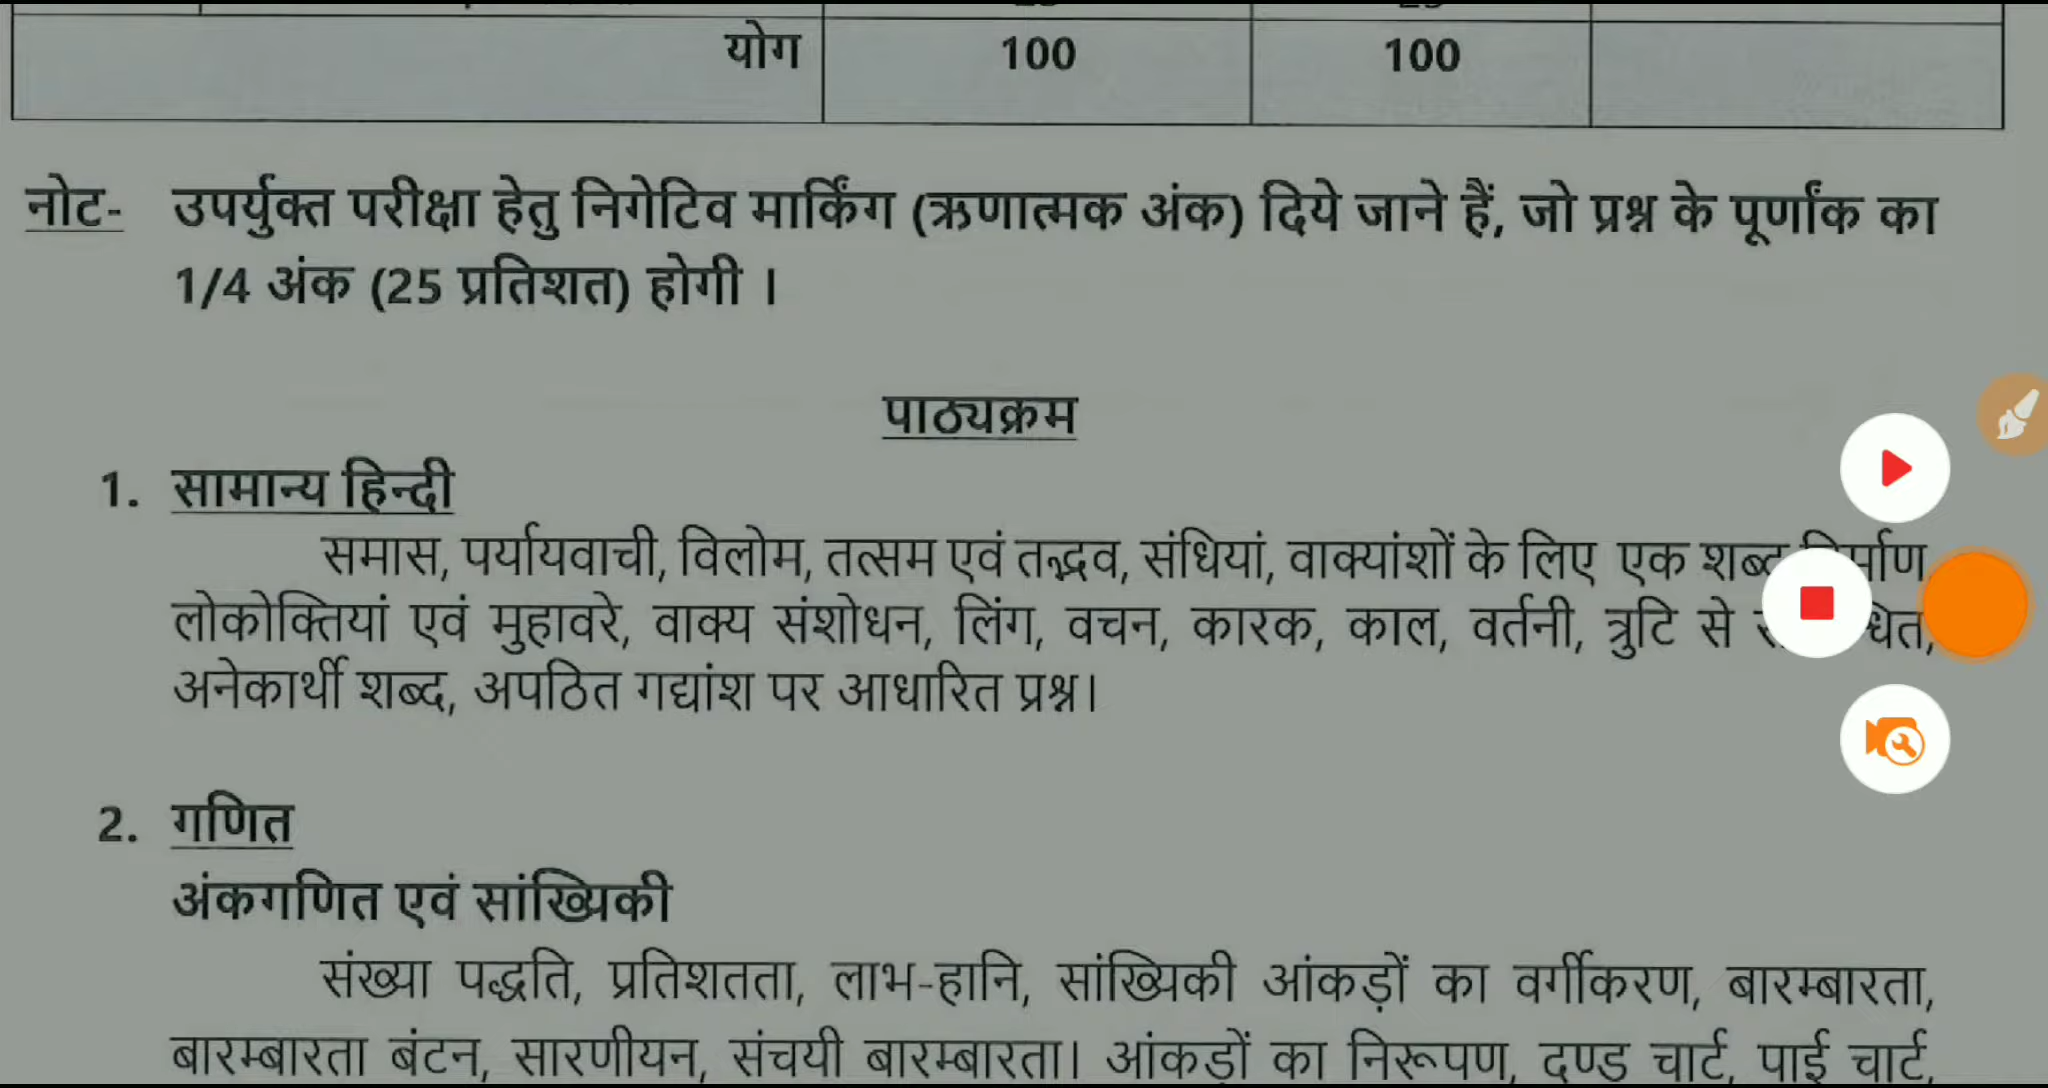 योग 100 100
नोट- उपर्युक्त परीक्षा हेतु निगेटिव मार्किंग (ऋणात्मक अंक) दिये जाने हैं, जो प्रश्न के पूर्णांक का
1/4 अंक (25 प्रतिशत) होगी ।
पाठ्यक्रम
1. सामान्य हिन्दी
समास, पर्यायवाची, विलोम, तत्सम एवं तद्भव, संधियां, वाक्यांशों के लिए एक शब्द
लोकोक्तियां एवं मुहावरे, वाक्य संशोधन, लिंग, वचन, कारक, काल, वर्तनी, त्रुटि से
अनेकार्थी शब्द, अपठित गद्यांश पर आधारित प्रश्न।
2. गणित
अंकगणित एवं सांख्यिकी
संख्या पद्धति, प्रतिशतता, लाभ-हानि, सांख्यिकी आंकड़ों का वर्गीकरण, बारम्बारता,
बारम्बारता बंटन, सारणीयन, संचयी बारम्बारता। आंकड़ों का निरूपण, दण्ड चार्ट, पाई चार्ट,